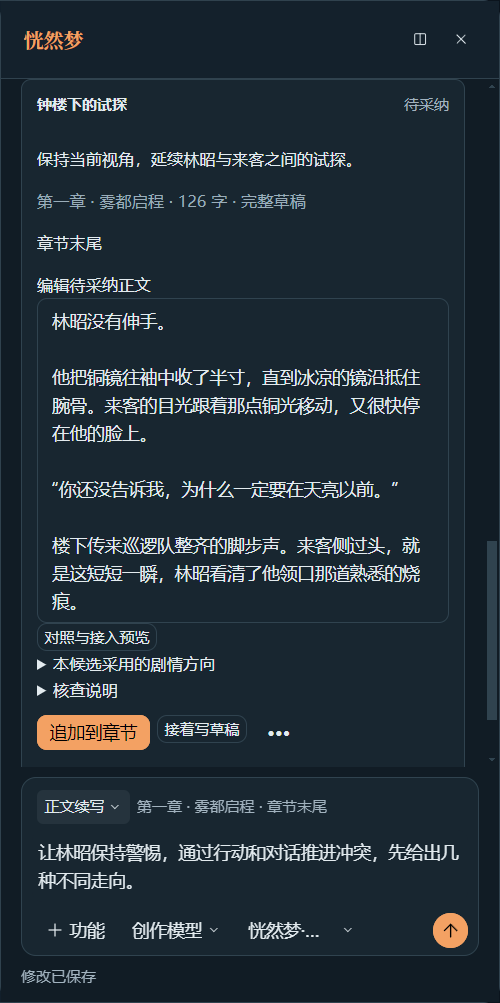 恍然梦
钟楼下的试探 待采纳
保持当前视角，延续林昭与来客之间的试探。
第一章 · 雾都启程 · 126 字 · 完整草稿
章节末尾
编辑待采纳正文
林昭没有伸手。
他把铜镜往袖中收了半寸，直到冰凉的镜沿抵住
腕骨。来客的目光跟着那点铜光移动，又很快停
在他的脸上。
“你还没告诉我，为什么一定要在天亮以前。”
楼下传来巡逻队整齐的脚步声。来客侧过头，就
是这短短一瞬，林昭看清了他领口那道熟悉的烧
痕。
对照与接入预览
▶ 本候选采用的剧情方向
▶ 核查说明
追加到章节 接着写草稿 •••
正文续写 第一章 · 雾都启程 · 章节末尾
让林昭保持警惕，通过行动和对话推进冲突，先给出几
种不同走向。
＋ 功能 创作模型 恍然梦·...
修改已保存